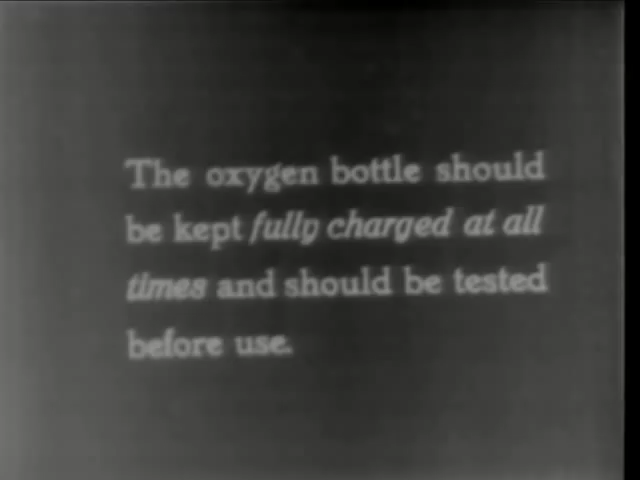 The oxygen bottle should
be kept fully charged at all
times and should be tested
before use.